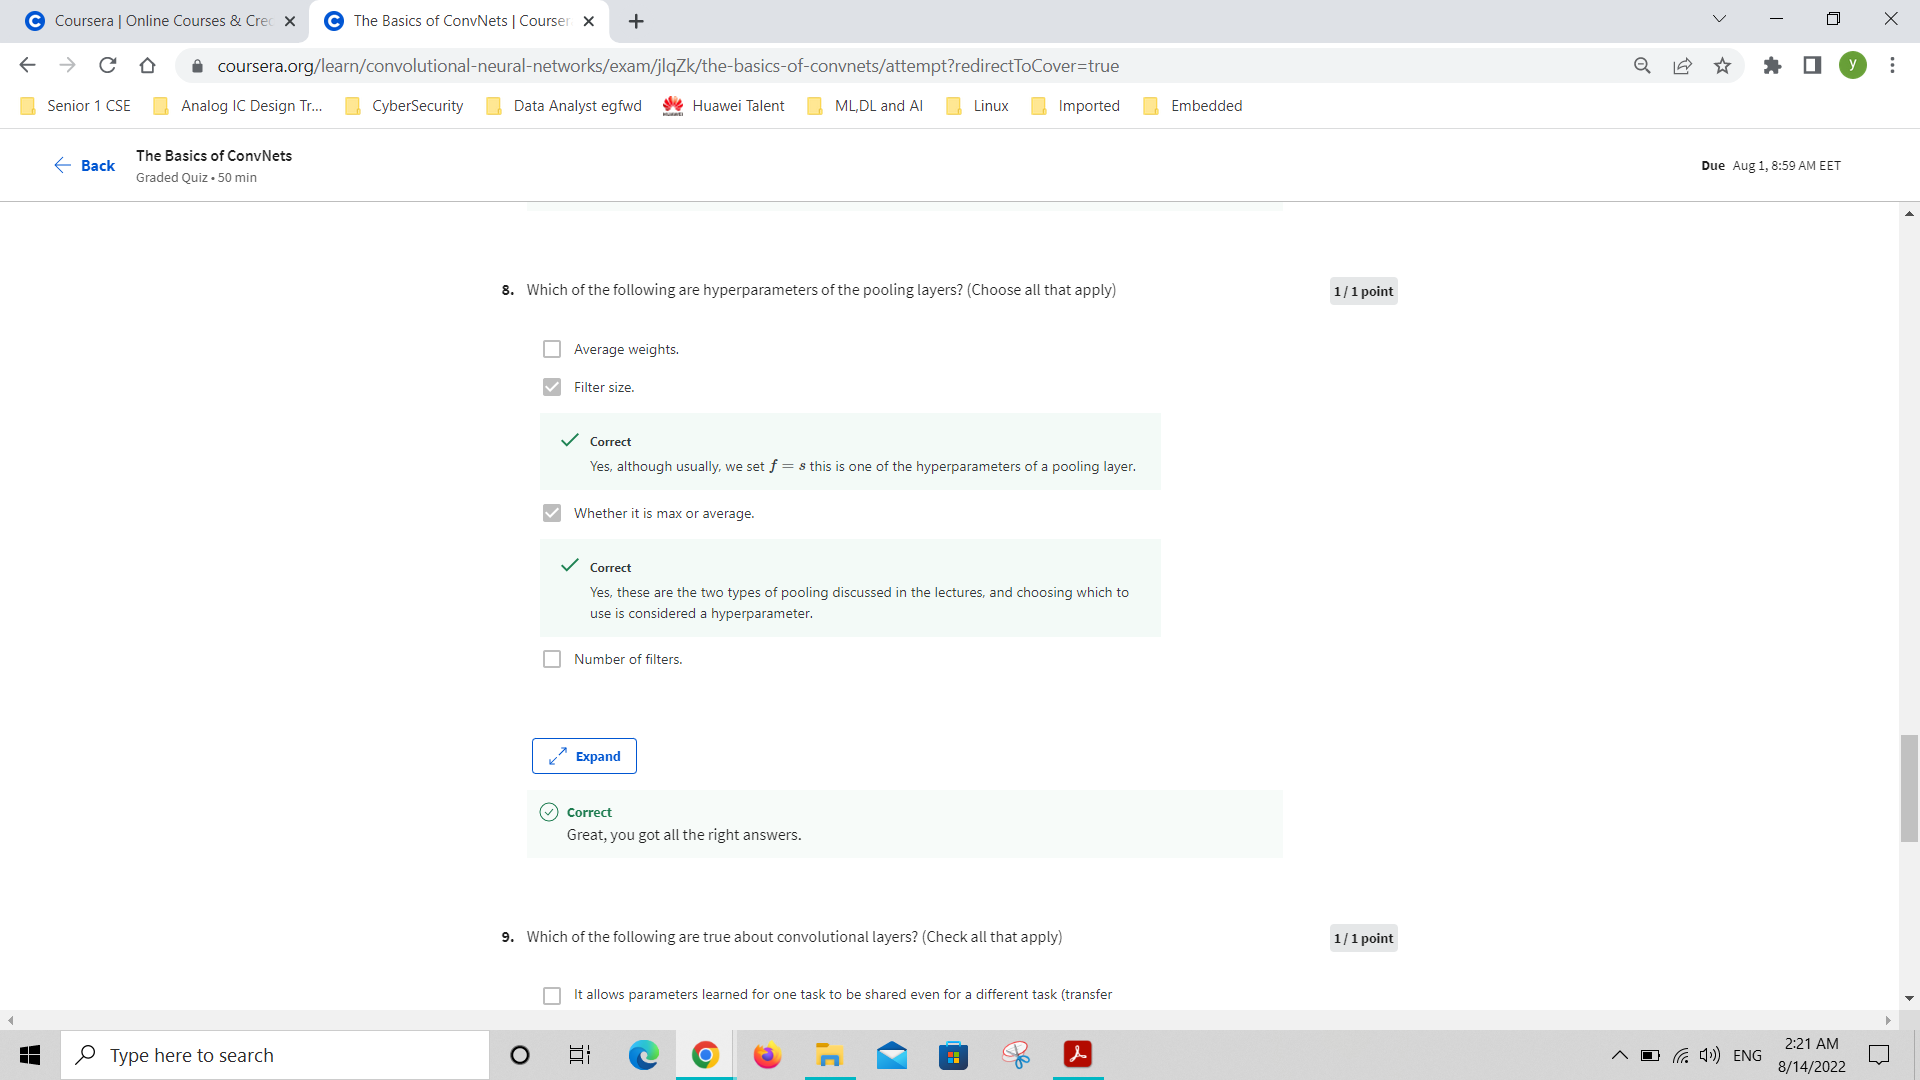 Coursera | Online Courses & Cre
The Basics of ConvNets | Courser
coursera.org/learn/convolutional-neural-networks/exam/jlqZk/the-basics-of-convnets/attempt?redirectToCover=true
y
Senior 1 CSE
Analog IC Design Tr...
CyberSecurity
Data Analyst egfwd
HUAWEI
Huawei Talent
ML,DL and AI
Linux
Imported
Embedded
Back
The Basics of ConvNets
Graded Quiz • 50 min
Due Aug 1, 8:59 AM EET
8. Which of the following are hyperparameters of the pooling layers? (Choose all that apply)
1 / 1 point
Average weights.
Filter size.
Correct
Yes, although usually, we set f = s this is one of the hyperparameters of a pooling layer.
Whether it is max or average.
Correct
Yes, these are the two types of pooling discussed in the lectures, and choosing which to
use is considered a hyperparameter.
Number of filters.
Expand
Correct
Great, you got all the right answers.
9. Which of the following are true about convolutional layers? (Check all that apply)
1 / 1 point
It allows parameters learned for one task to be shared even for a different task (transfer
Type here to search
ENG
2:21 AM
8/14/2022